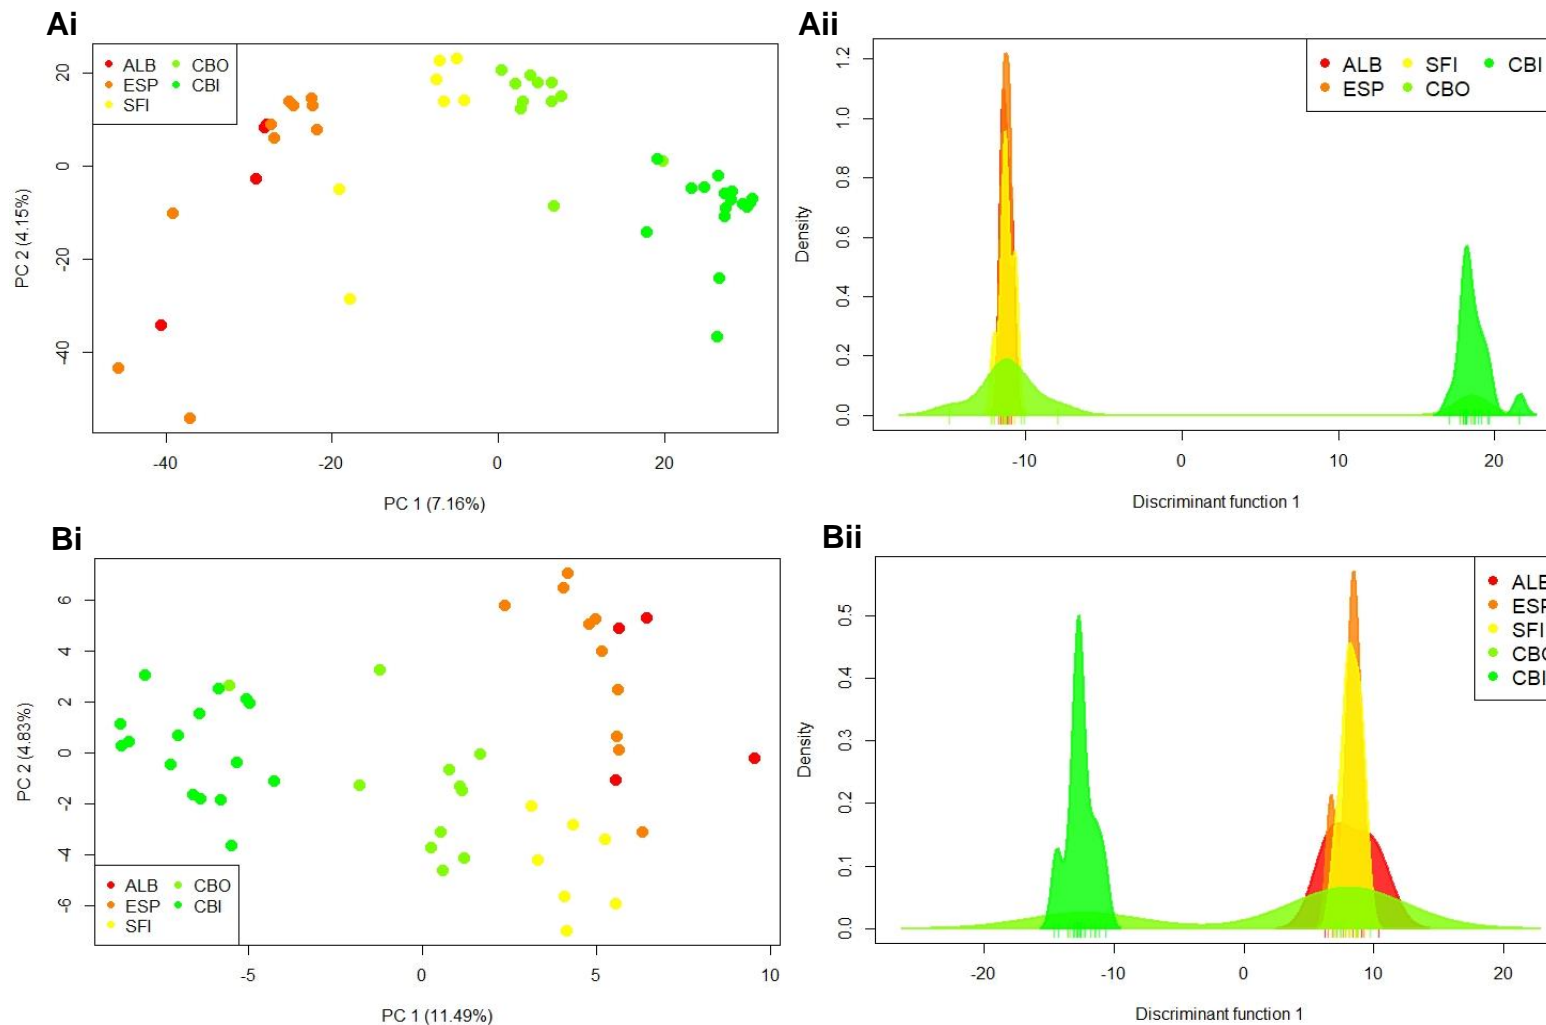 Ai
ALB CBO
ESP CBI
SFI
20
0
-20
-40
PC 2 (4.15%)
-40 -20 0 20
PC 1 (7.16%)
Aii
ALB SFI CBI
ESP CBO
1.2
1.0
0.8
0.6
0.4
0.2
0.0
Density
-10 0 10 20
Discriminant function 1
Bi
6
4
2
0
-2
-4
-6
PC 2 (4.83%)
ALB CBO
ESP CBI
SFI
-5 0 5 10
PC 1 (11.49%)
Bii
ALB
ESP
SFI
CBO
CBI
0.5
0.4
0.3
0.2
0.1
0.0
Density
-20 -10 0 10 20
Discriminant function 1